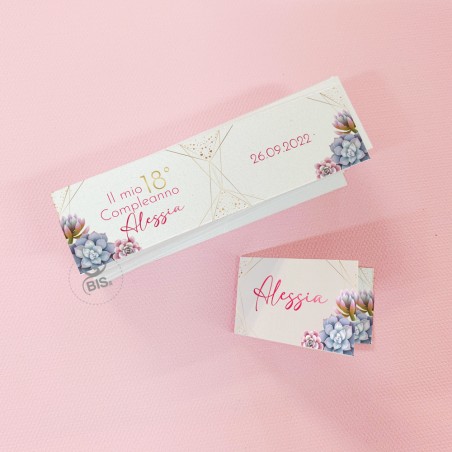 Il mio 18°
Compleanno
Alessia
26.09.2022
Alessia
BIS